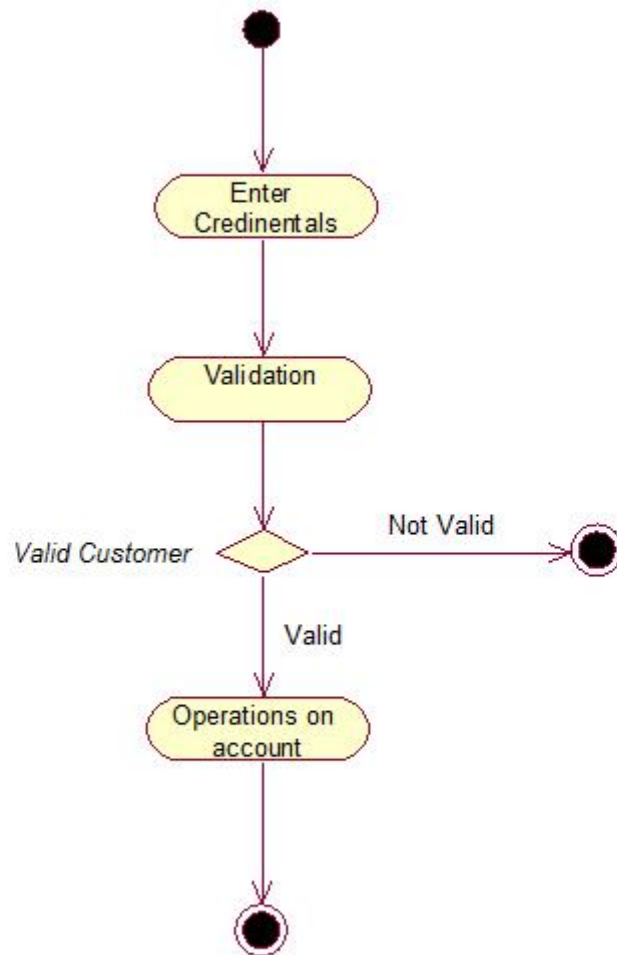 Enter
Credinentals
Validation
Not Valid
Valid Customer
Valid
Operations on
account